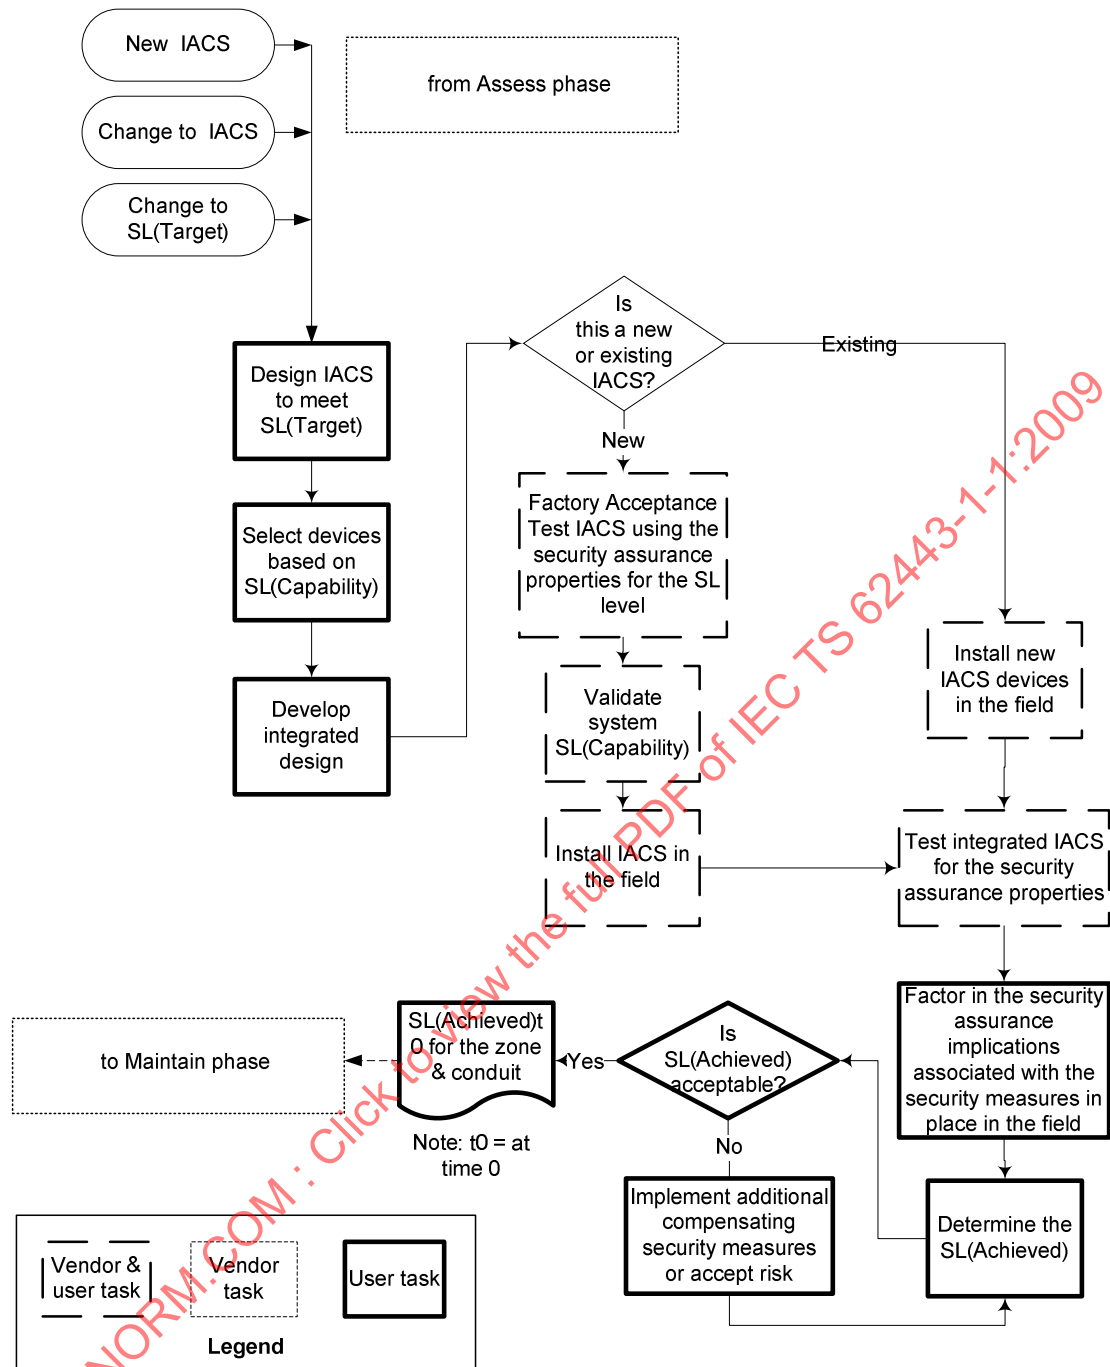 New IACS
from Assess phase
Change to IACS
Change to
SL(Target)
Is
this a new
or existing
IACS?
Existing
New
Design IACS
to meet
SL(Target)
Select devices
based on
SL(Capability)
Develop
integrated
design
Factory Acceptance
Test IACS using the
security assurance
properties for the SL
level
Validate
system
SL(Capability)
Install IACS in
the field
Install new
IACS devices
in the field
Test integrated IACS
for the security
assurance properties
Factor in the security
assurance
implications
associated with the
security measures in
place in the field
Determine the
SL(Achieved)
Is
SL(Achieved)
acceptable?
Yes
No
Implement additional
compensating
security measures
or accept risk
SL(Achieved)t
0 for the zone
& conduit
Note: t0 = at
time 0
to Maintain phase
Vendor &
user task
Vendor
task
User task
Legend
NORM.COM : Click to view the full PDF of IEC TS 62443-1-1:2009